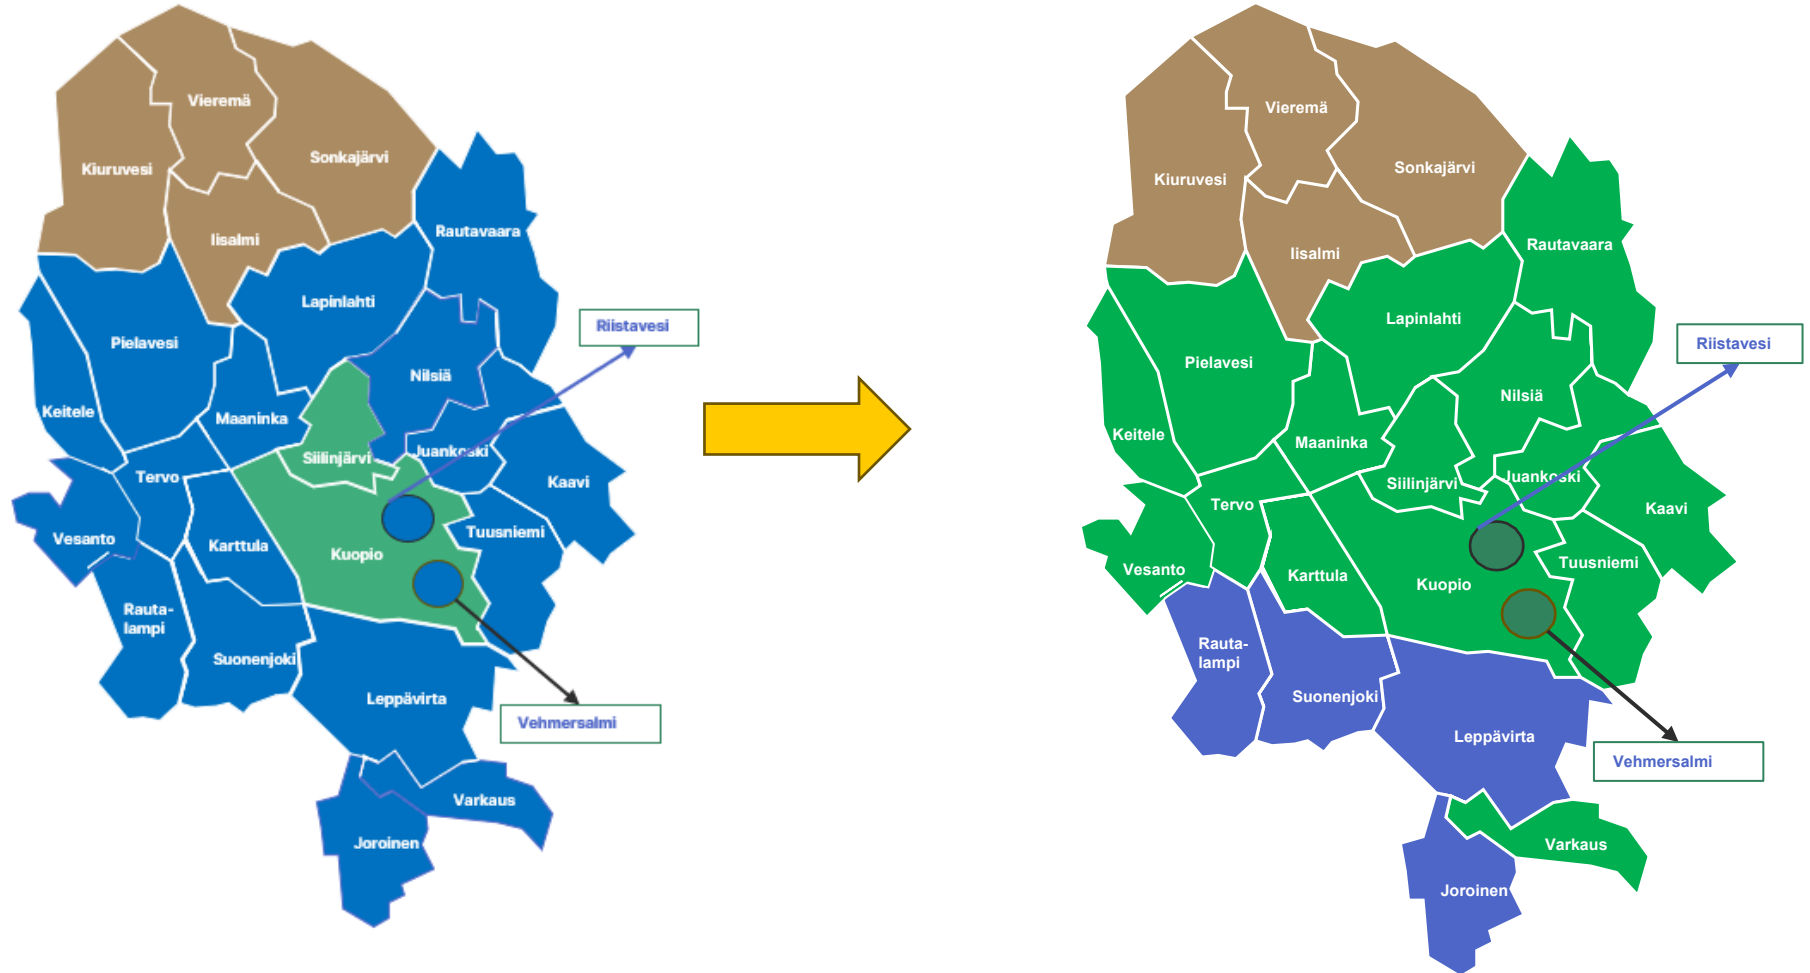 Vieremä
Kiuruvesi
Sonkajärvi
Iisalmi
Rautavaara
Lapinlahti
Riistavesi
Pielavesi
Nilsiä
Keitele
Maaninka
Siilinjärvi
Juankoski
Tervo
Kaavi
Vesanto
Karttula
Kuopio
Tuusniemi
Rauta-
lampi
Suonenjoki
Leppävirta
Vehmersalmi
Varkaus
Joroinen
Vieremä
Kiuruvesi
Sonkajärvi
Iisalmi
Rautavaara
Lapinlahti
Riistavesi
Pielavesi
Nilsiä
Keitele
Maaninka
Siilinjärvi
Juankoski
Tervo
Kaavi
Vesanto
Karttula
Kuopio
Tuusniemi
Rauta-
lampi
Suonenjoki
Leppävirta
Vehmersalmi
Varkaus
Joroinen